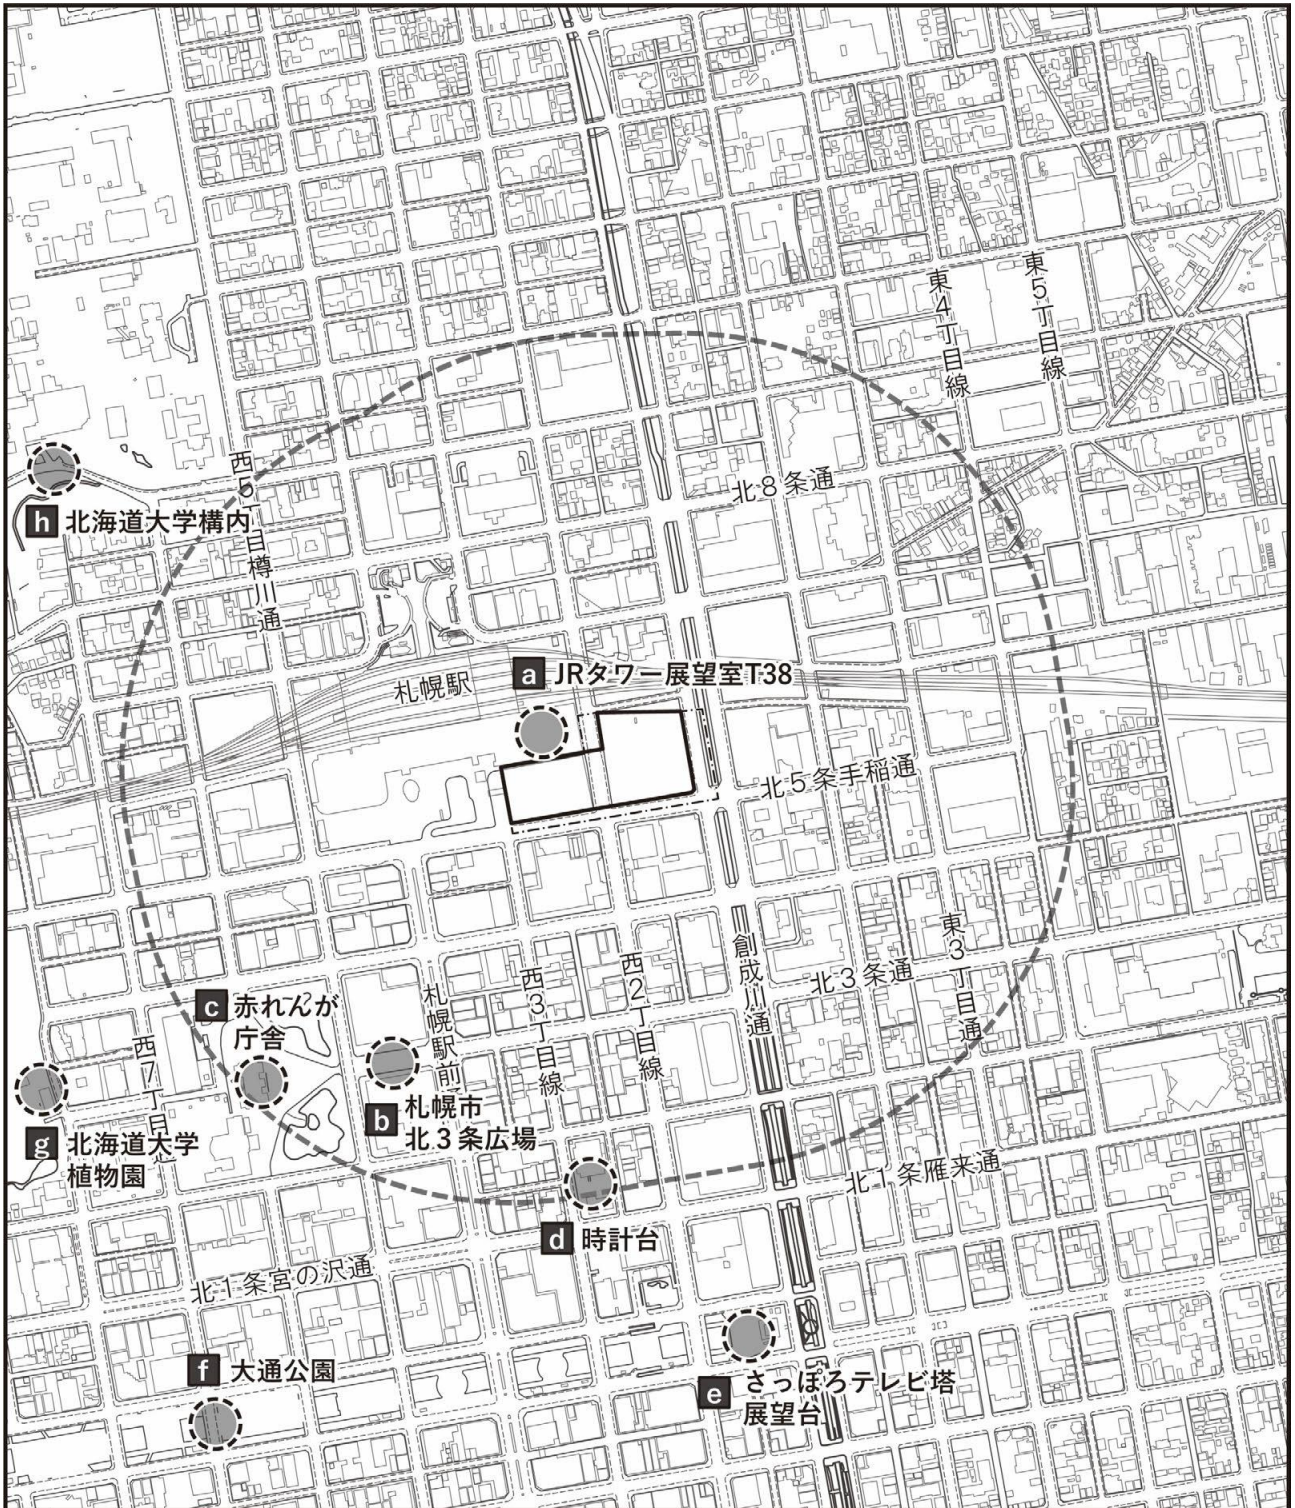 東4丁目線
東5丁目線
西5丁目樽川通
北8条通
h 北海道大学構内
a JRタワー展望室T38
札幌駅
北5条手稲通
西3丁目線
西2丁目線
創成川通
北3条通
東3丁目通
c 赤れんが
庁舎
札幌駅前
西7丁目
b 札幌市
北3条広場
g 北海道大学
植物園
北1条雁来通
d 時計台
北1条宮の沢通
f 大通公園
e さっぽろテレビ塔
展望台